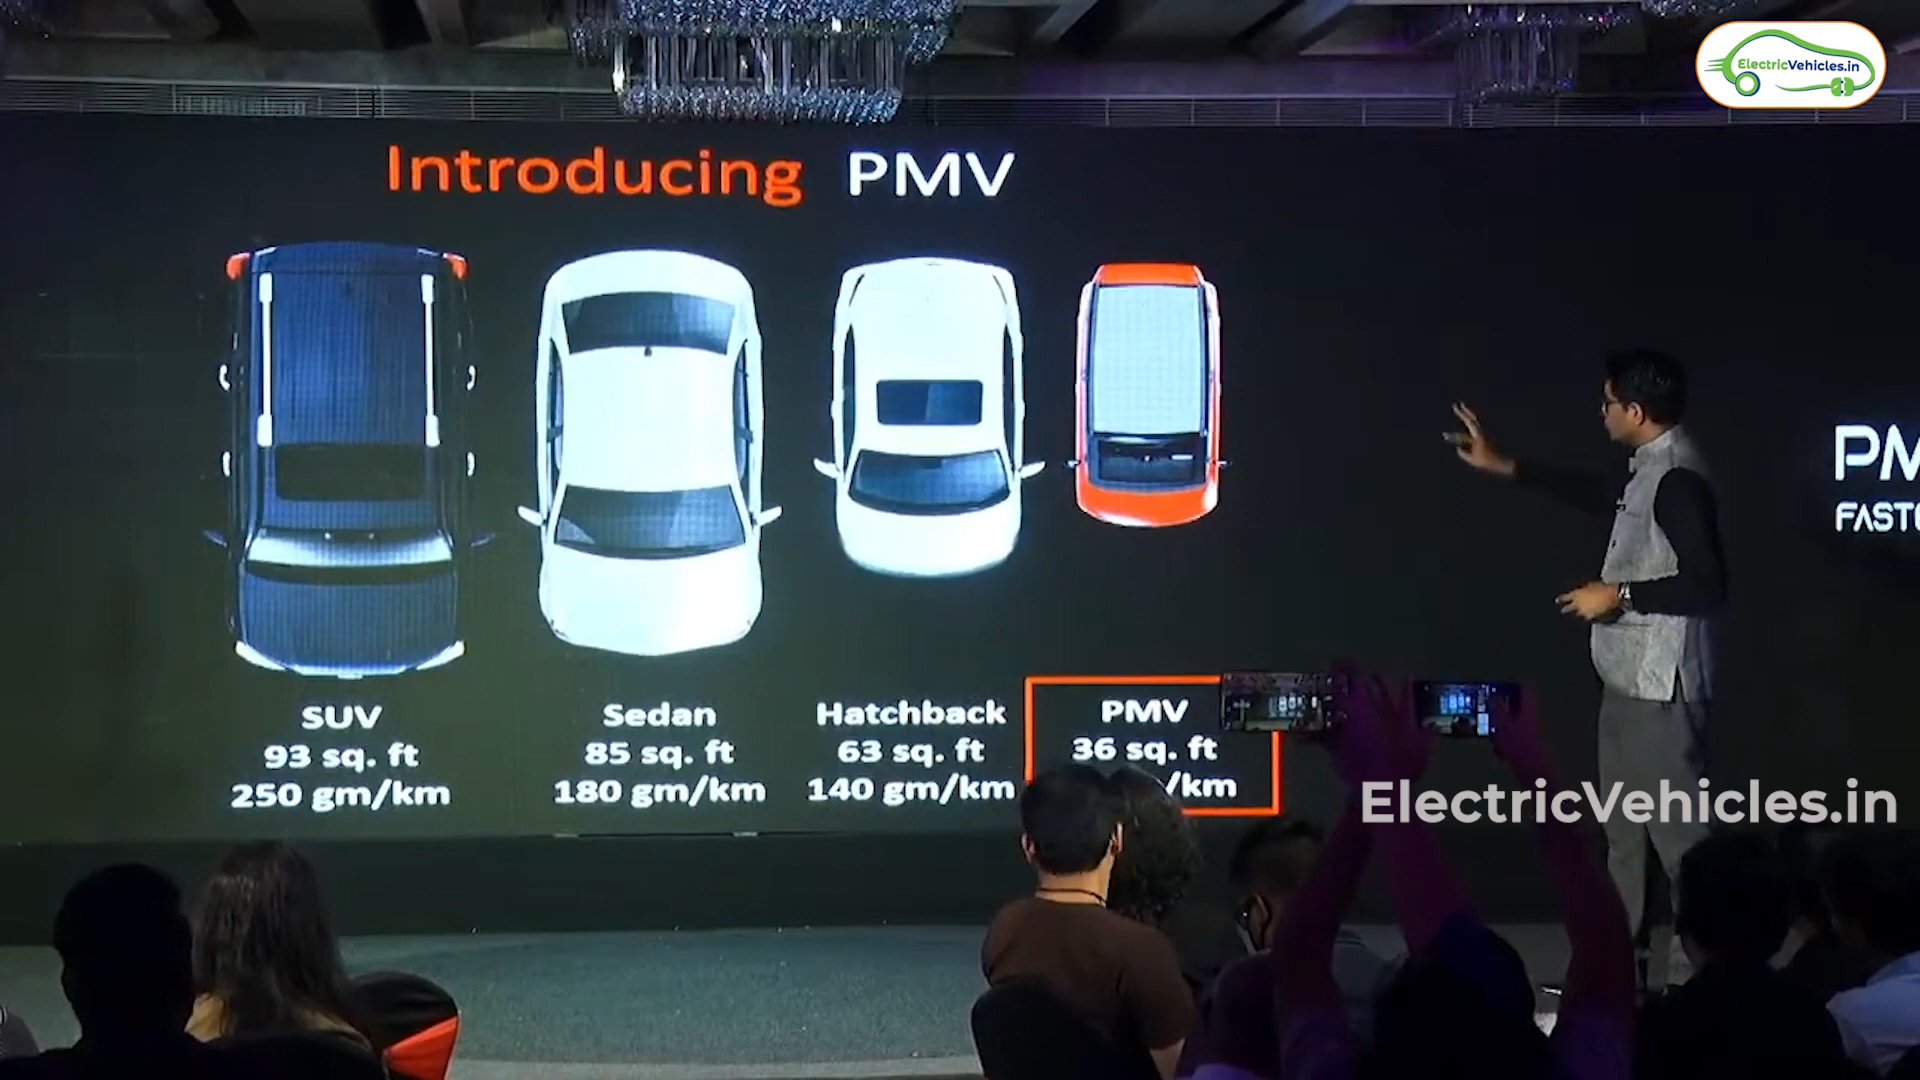 ElectricVehicles.in
Introducing PMV
SUV
93 sq. ft
250 gm/km
Sedan
85 sq. ft
180 gm/km
Hatchback
63 sq. ft
140 gm/km
PMV
36 sq. ft
/km
ElectricVehicles.in